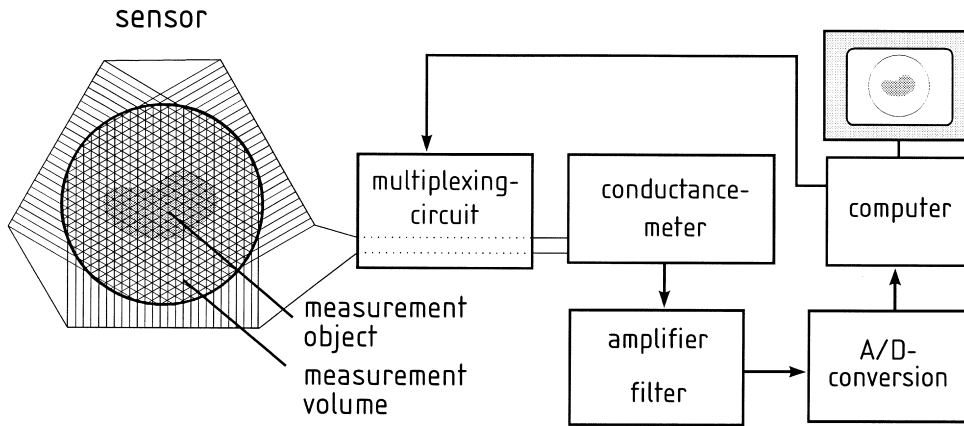 sensor
multiplexing-
circuit
conductance-
meter
computer
measurement
object
measurement
volume
amplifier
filter
A/D-
conversion